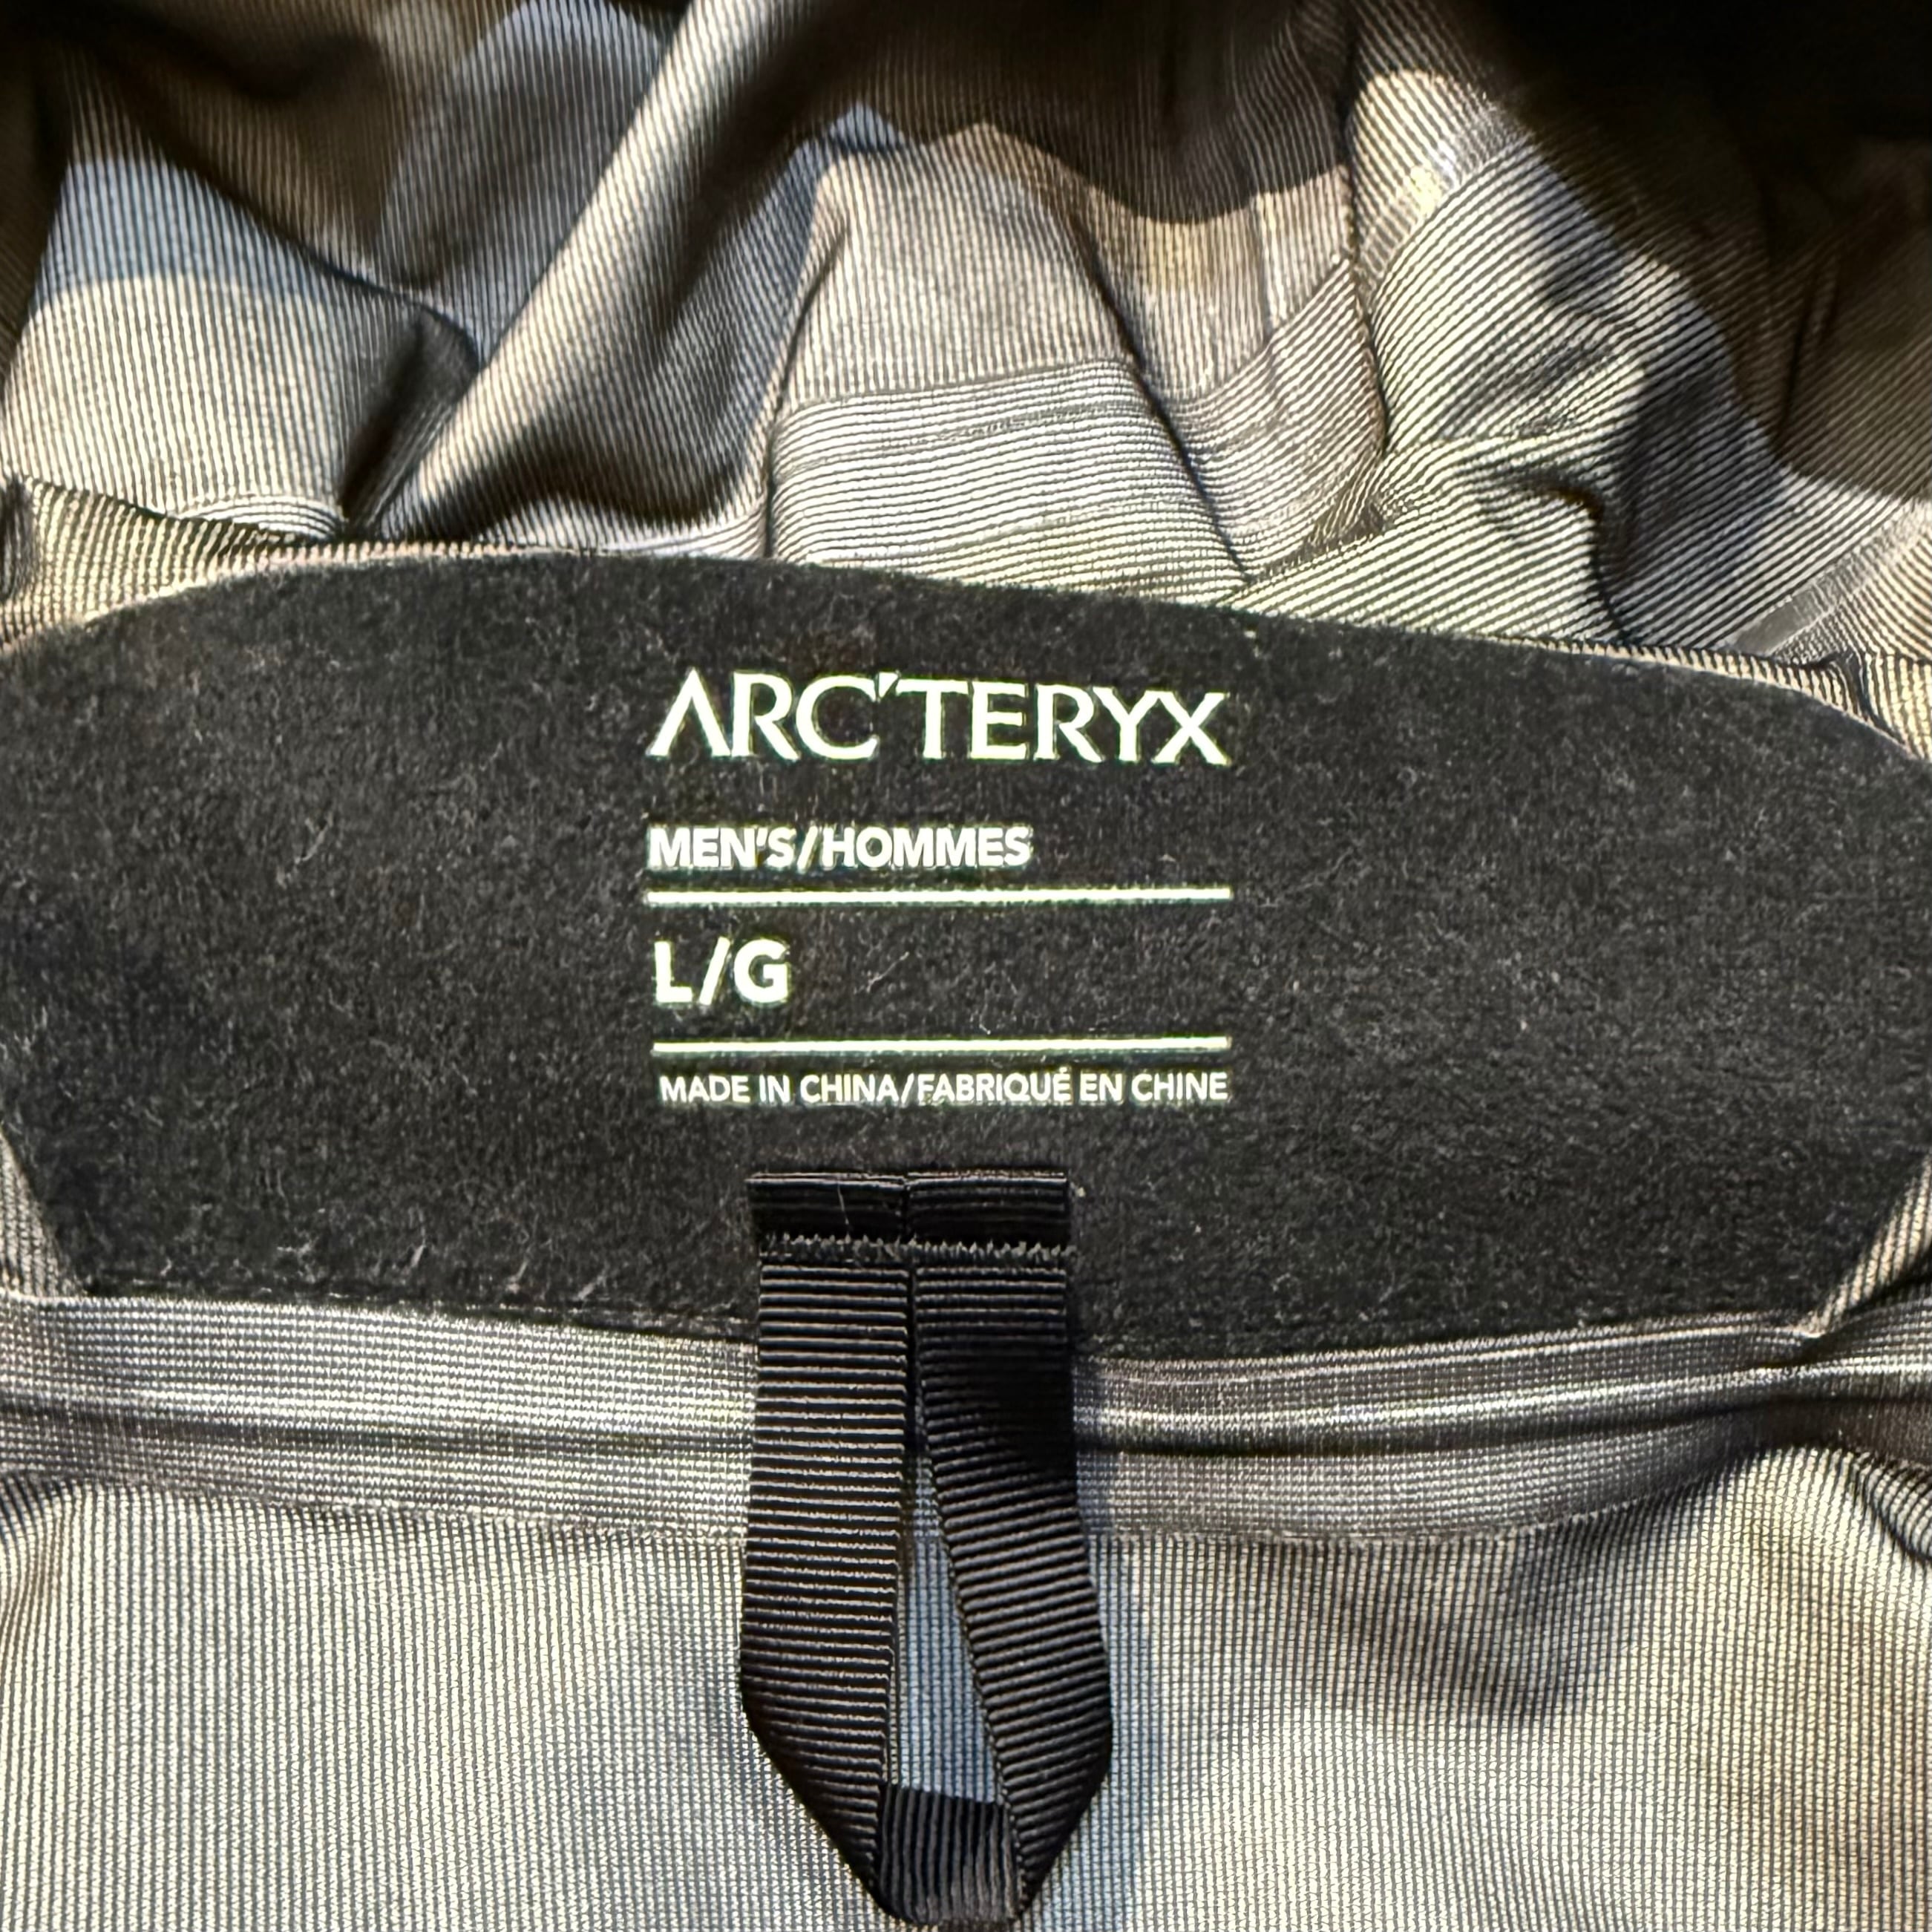 ARC'TERYX
MEN'S/HOMMES
L/G
MADE IN CHINA/FABRIQUÉ EN CHINE